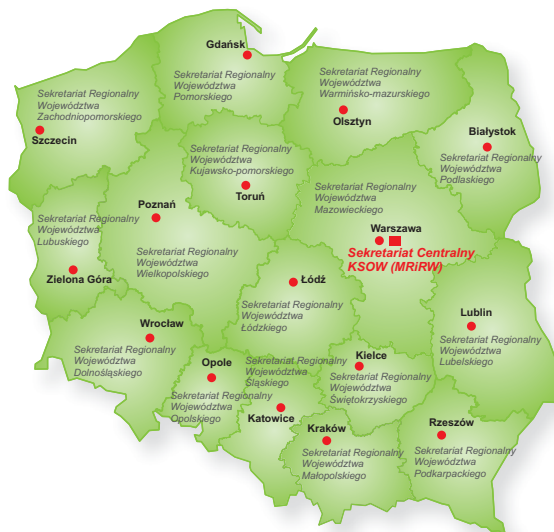 Gdańsk
Sekretariat Regionalny
Województwa
Pomorskiego
Sekretariat Regionalny
Województwa
Zachodniopomorskiego
Szczecin
Sekretariat Regionalny
Województwa
Warmińsko-mazurskiego
Olsztyn
Białystok
Sekretariat Regionalny
Województwa
Podlaskiego
Sekretariat Regionalny
Województwa
Kujawsko-pomorskiego
Toruń
Sekretariat Regionalny
Województwa
Mazowieckiego
Warszawa
Sekretariat Centralny
KSOW (MRiRW)
Poznań
Sekretariat Regionalny
Województwa
Wielkopolskiego
Sekretariat Regionalny
Województwa
Lubuskiego
Zielona Góra
Łódź
Sekretariat Regionalny
Województwa
Łódzkiego
Lublin
Sekretariat Regionalny
Województwa
Lubelskiego
Wrocław
Sekretariat Regionalny
Województwa
Dolnośląskiego
Opole
Sekretariat Regionalny
Województwa
Opolskiego
Sekretariat Regionalny
Województwa
Śląskiego
Katowice
Kielce
Sekretariat Regionalny
Województwa
Świętokrzyskiego
Kraków
Sekretariat Regionalny
Województwa
Małopolskiego
Rzeszów
Sekretariat Regionalny
Województwa
Podkarpackiego